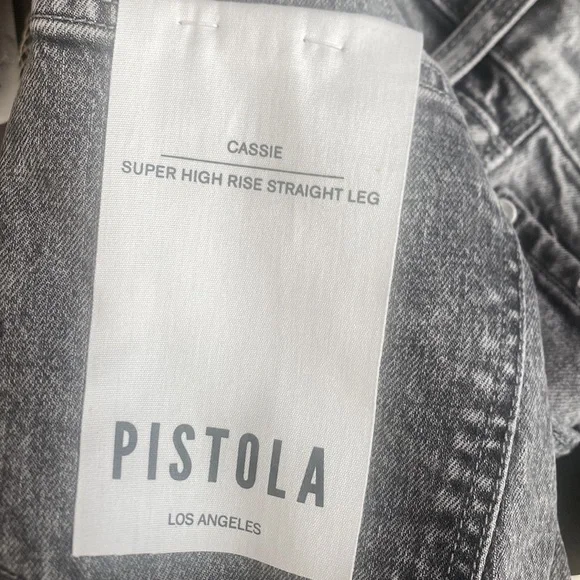 CASSIE
SUPER HIGH RISE STRAIGHT LEG
PISTOLA
LOS ANGELES